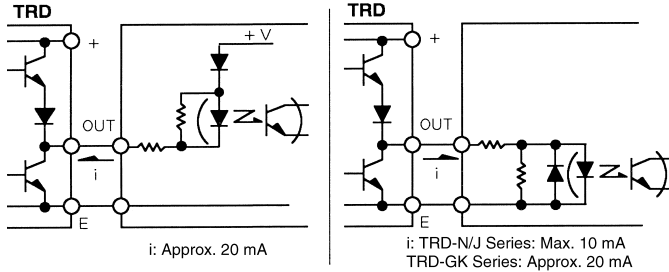 TRD
+ V
+
OUT
i
E
i: Approx. 20 mA
TRD
+
OUT
i
E
i: TRD-N/J Series: Max. 10 mA
TRD-GK Series: Approx. 20 mA